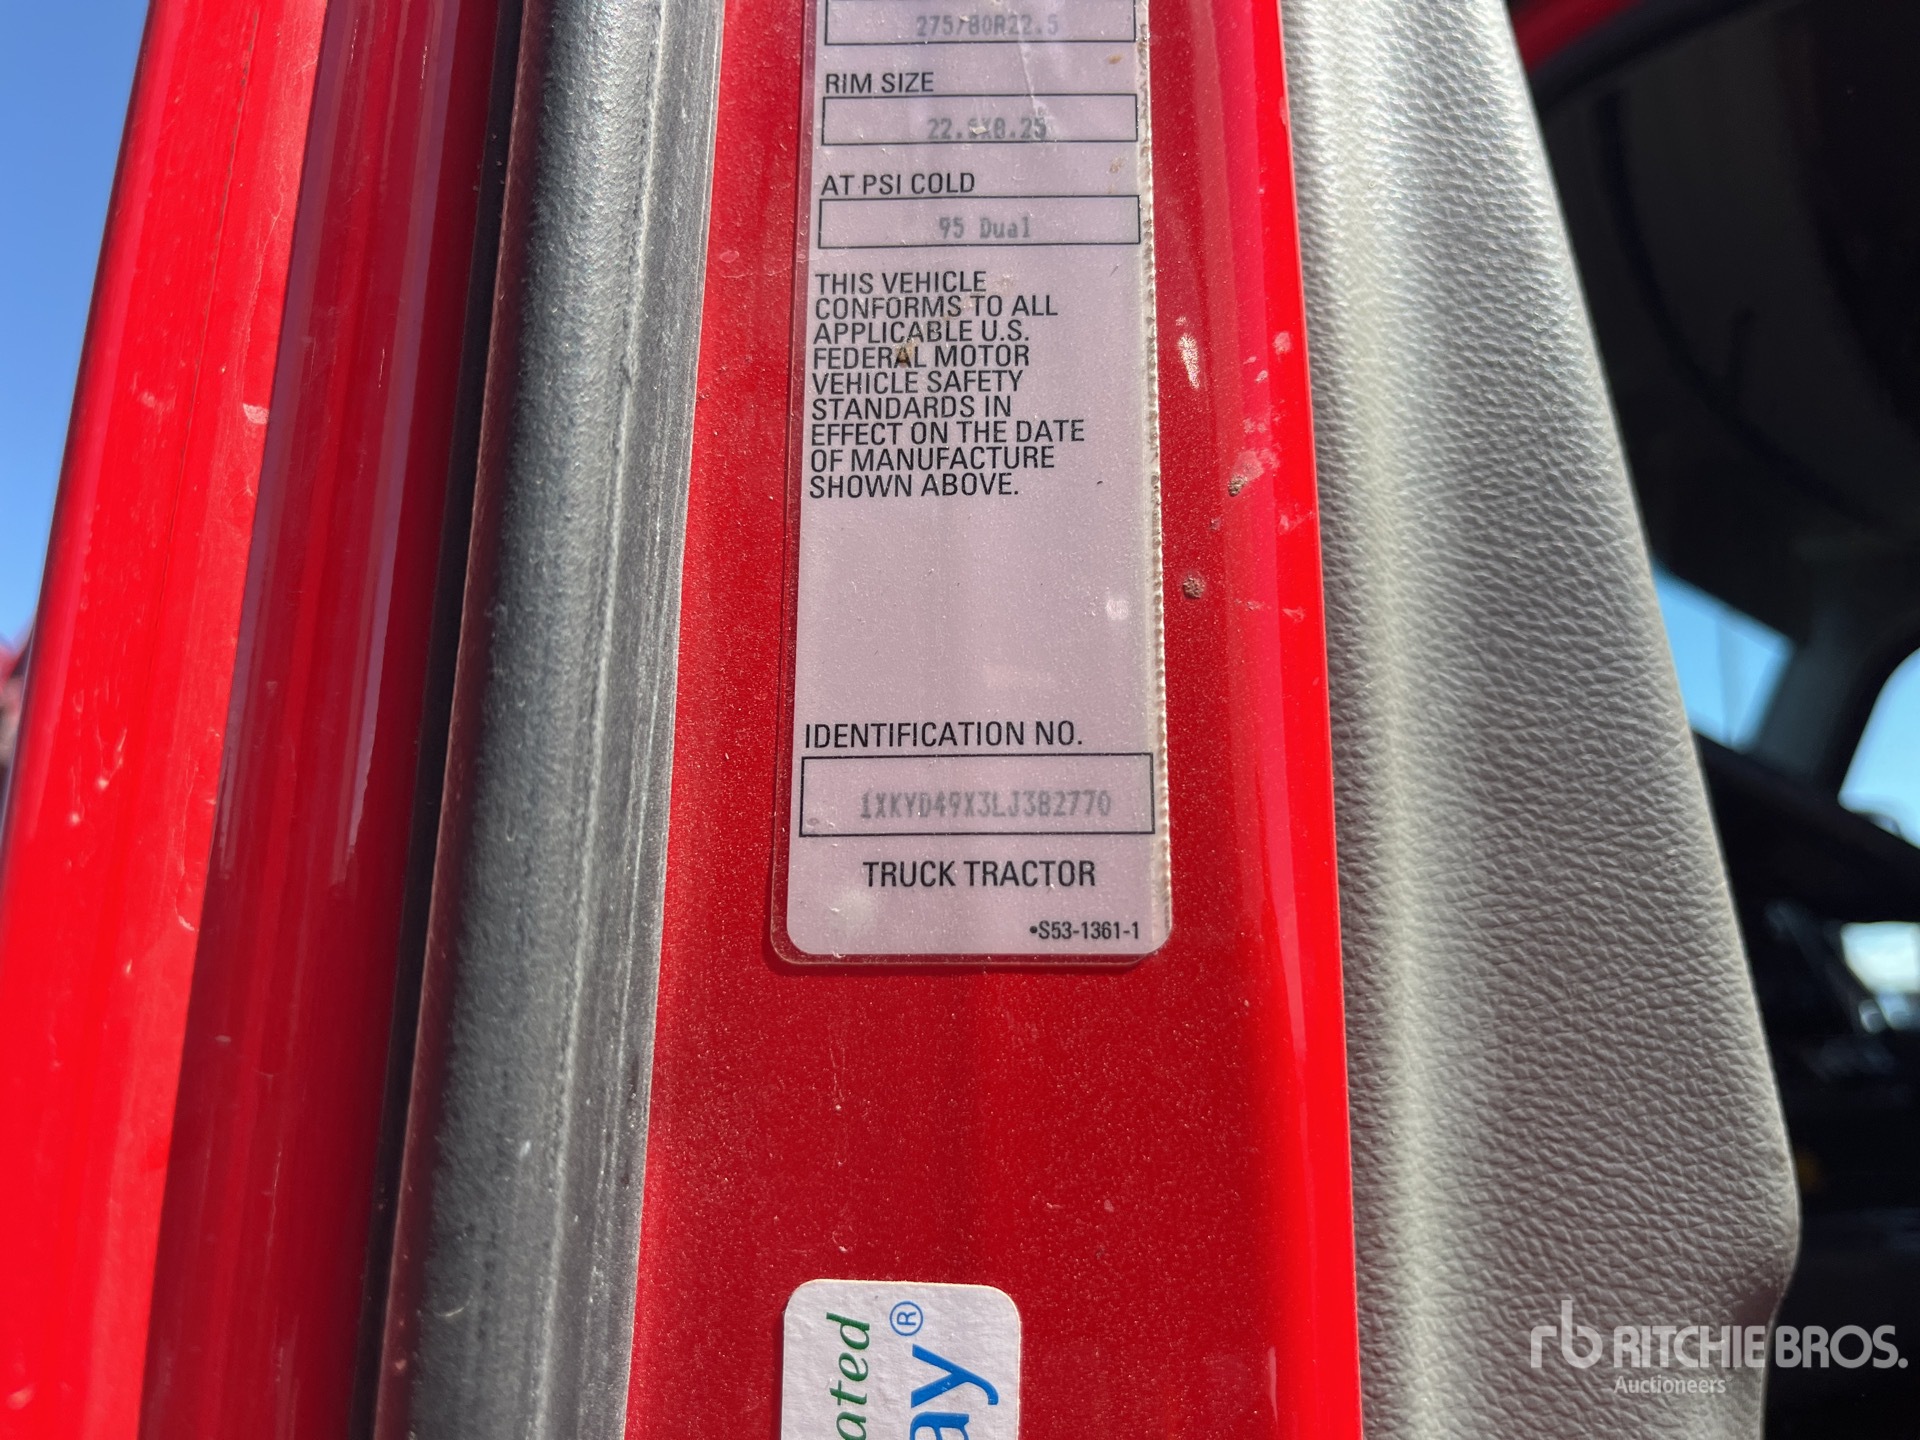 275/80R22.5
RIM SIZE
22.5X8.25
AT PSI COLD
95 Dual
THIS VEHICLE
CONFORMS TO ALL
APPLICABLE U.S.
FEDERAL MOTOR
VEHICLE SAFETY
STANDARDS IN
EFFECT ON THE DATE
OF MANUFACTURE
SHOWN ABOVE.
IDENTIFICATION NO.
1XKYD49X3LJ382770
TRUCK TRACTOR
•S53-1361-1
ated
ay®
rb RITCHIE BROS.
Auctioneers